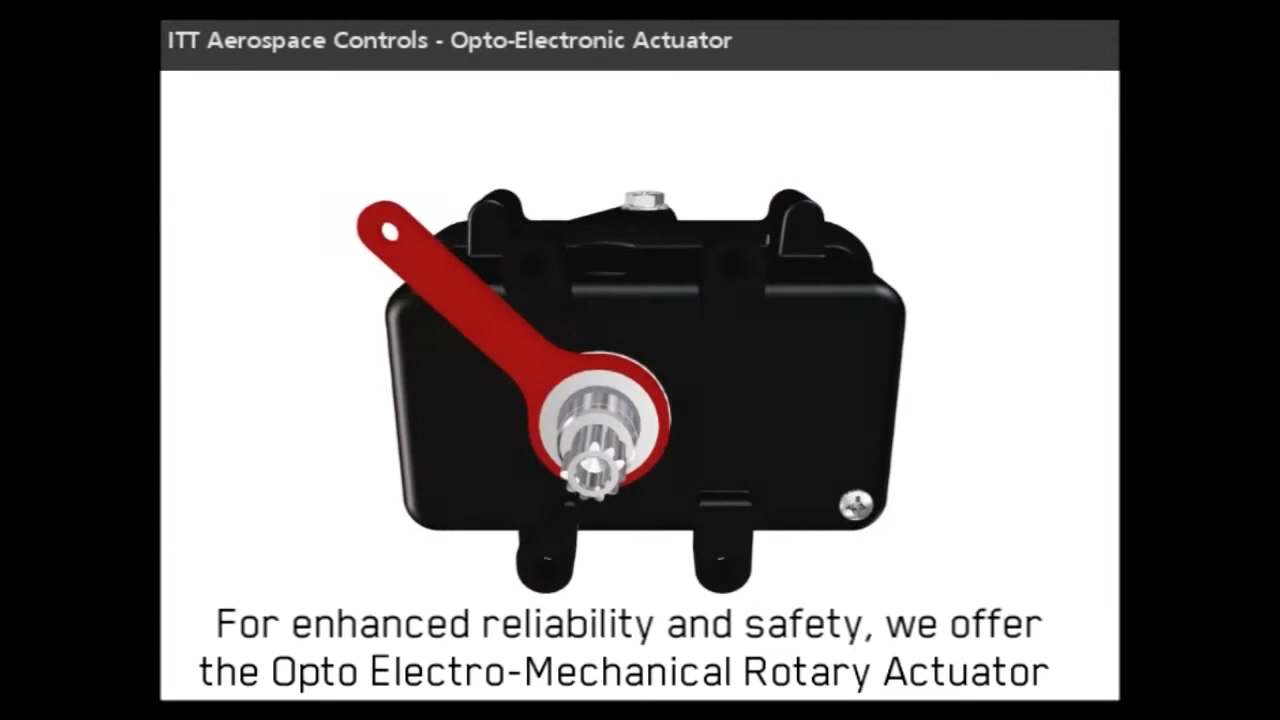 ITT Aerospace Controls - Opto-Electronic Actuator
For enhanced reliability and safety, we offer
the Opto Electro-Mechanical Rotary Actuator